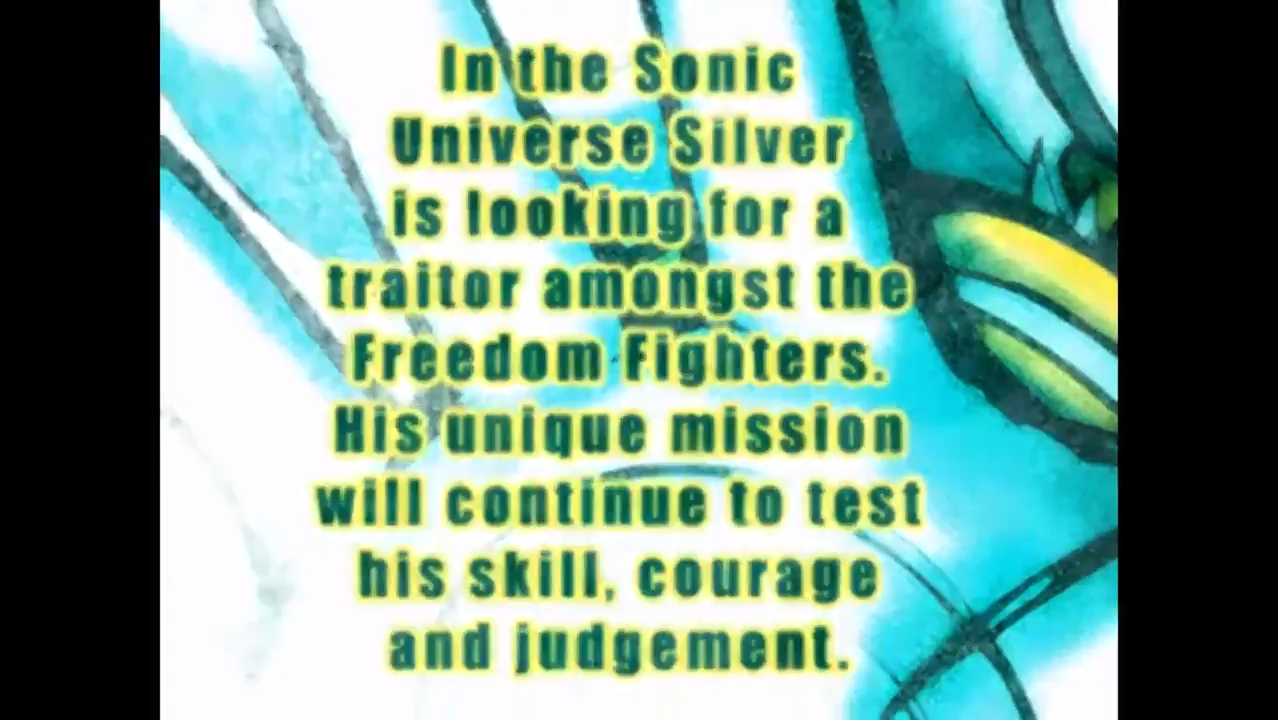 In the Sonic
Universe Silver
is looking for a
traitor amongst the
Freedom Fighters.
His unique mission
will continue to test
his skill, courage
and judgement.